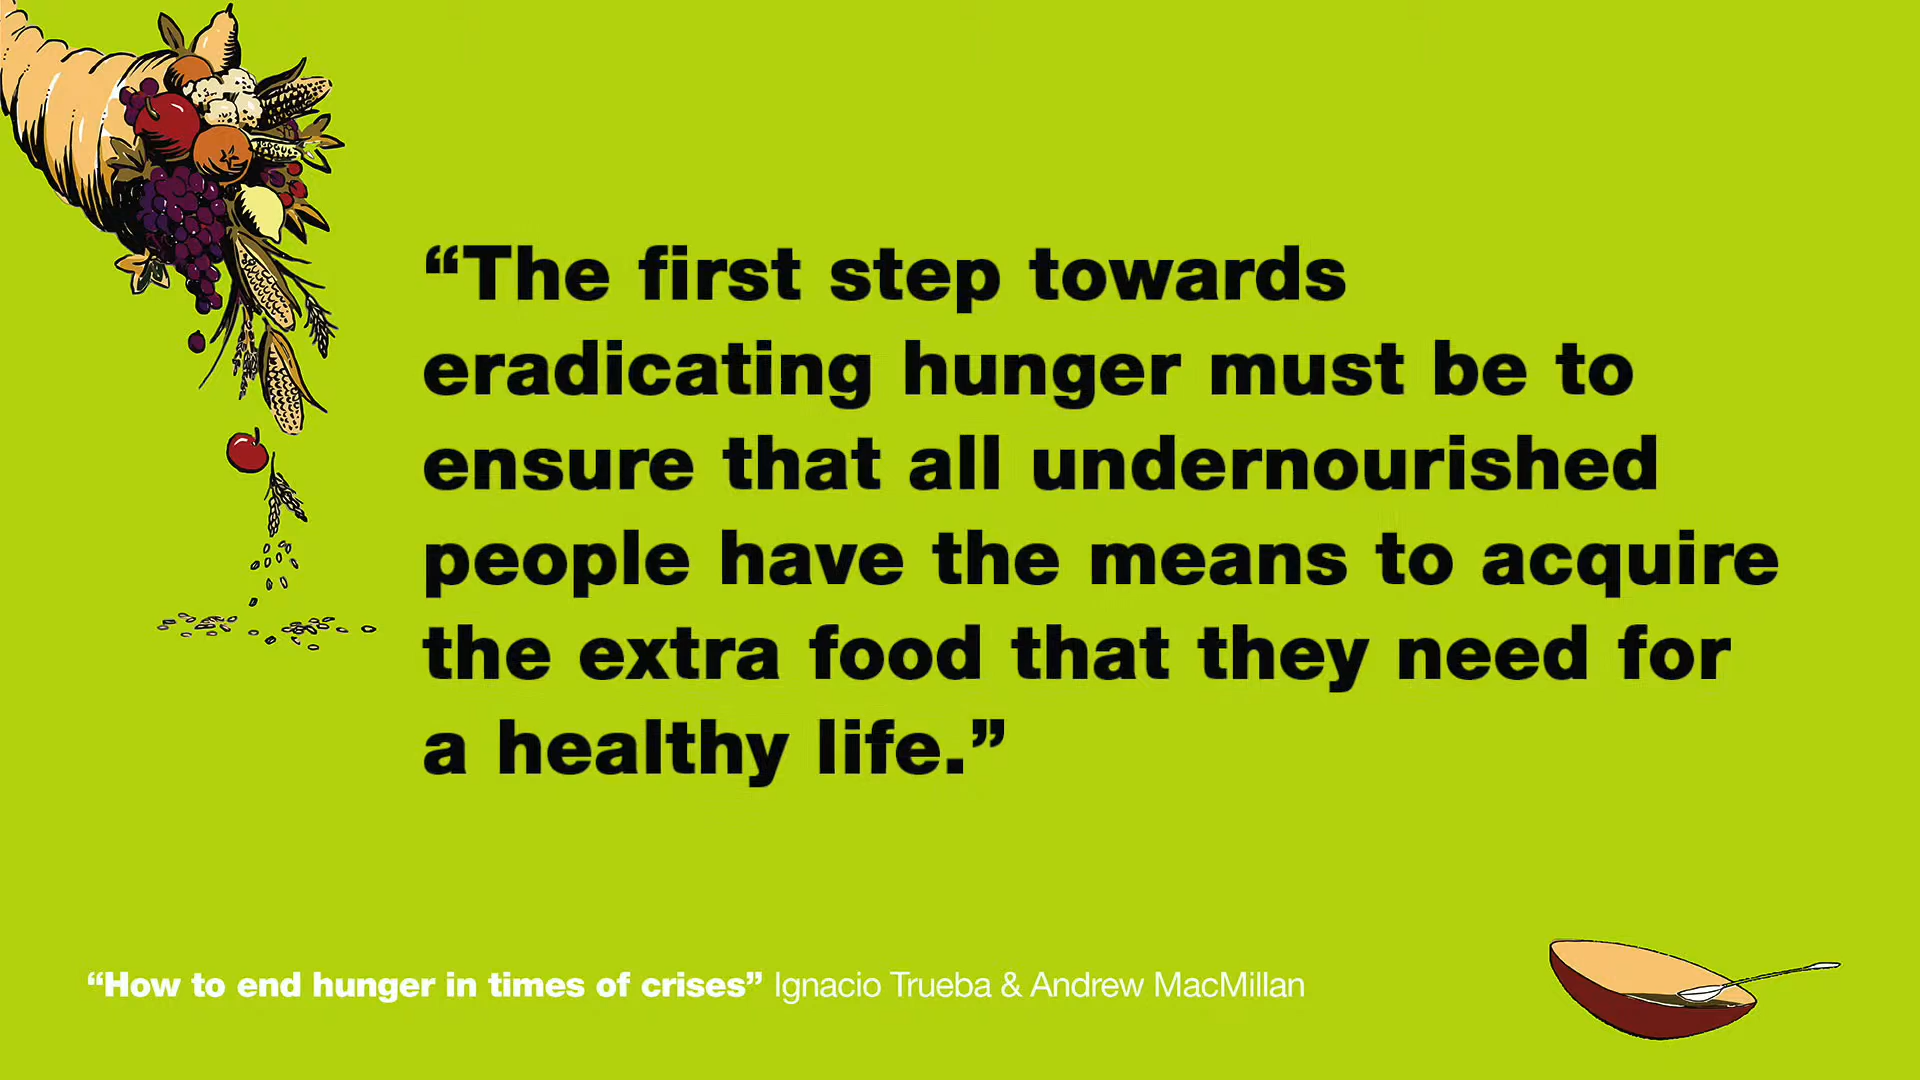 “The first step towards
eradicating hunger must be to
ensure that all undernourished
people have the means to acquire
the extra food that they need for
a healthy life.”
“How to end hunger in times of crises” Ignacio Trueba & Andrew MacMillan